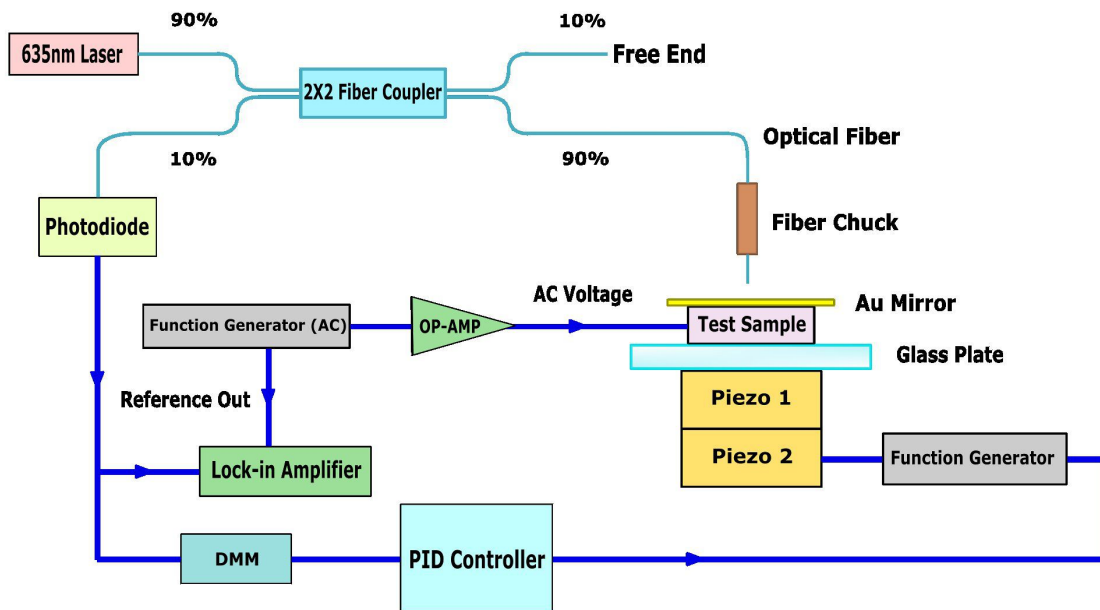 90%
10%
635nm Laser
Free End
2X2 Fiber Coupler
Optical Fiber
10%
90%
Photodiode
Fiber Chuck
AC Voltage
Au Mirror
Function Generator (AC)
OP-AMP
Test Sample
Glass Plate
Reference Out
Piezo 1
Lock-in Amplifier
Piezo 2
Function Generator
DMM
PID Controller